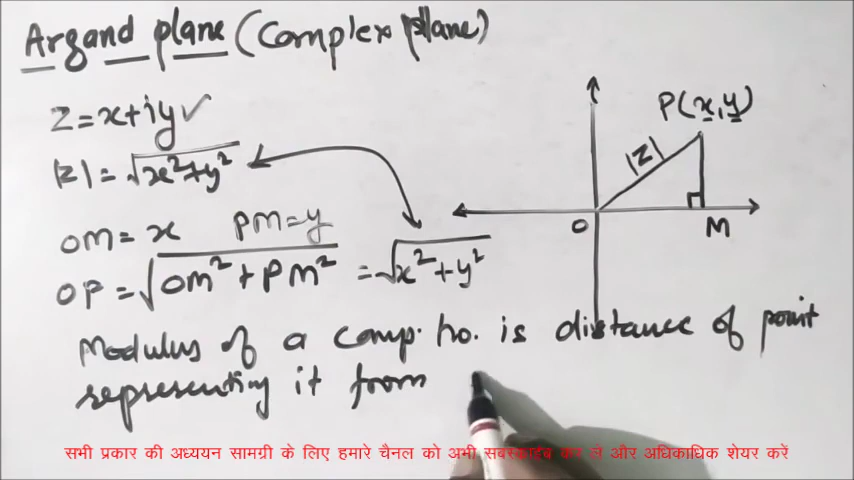 Argand plane (Complex plane)
Z = x+iy ✓
|Z| = √x²+y²
OM = x PM = y
OP = √OM² + PM² = √x² + y²
P(x,y)
|Z|
O
M
Modulus of a comp. no. is distance of point
representing it from
सभी प्रकार की अध्ययन सामग्री के लिए हमारे चैनल को अभी सबस्क्राइब कर ले और अधिकाधिक शेयर करें